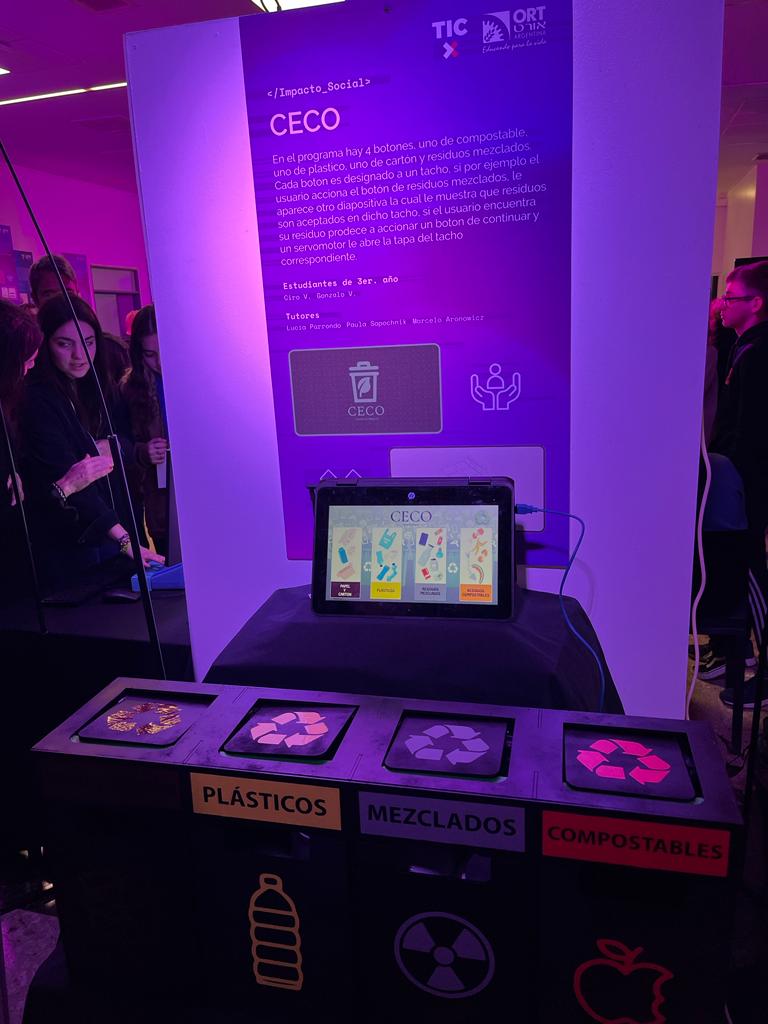 TIC
ORT
אורט
ARGENTINA
Educando para la vida
</Impacto_Social>
CECO
En el programa hay 4 botones, uno de compostable,
uno de plastico, uno de cartón y residuos mezclados.
Cada boton es designado a un tacho, si por ejemplo el
usuario acciona el botón de residuos mezclados, le
aparece otro diapositiva la cual le muestra que residuos
son aceptados en dicho tacho, si el usuario encuentra
su residuo prodece a accionar un boton de continuar y
un servomotor le abre la tapa del tacho
correspondiente.
Estudiantes de 3er. año
Ciro V. Gonzalo V.
Tutores
Lucia Parrondo Paula Sapochnik Marcelo Aronowicz
CECO
hp
CECO
PAPEL
Y
CARTON
PLASTICOS
RESIDUOS
MEZCLADOS
RESIDUOS
COMPOSTABLES
PLÁSTICOS
MEZCLADOS
COMPOSTABLES